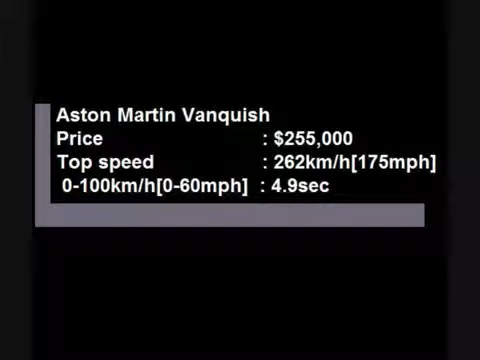 Aston Martin Vanquish
Price : $255,000
Top speed : 262km/h[175mph]
0-100km/h[0-60mph] : 4.9sec